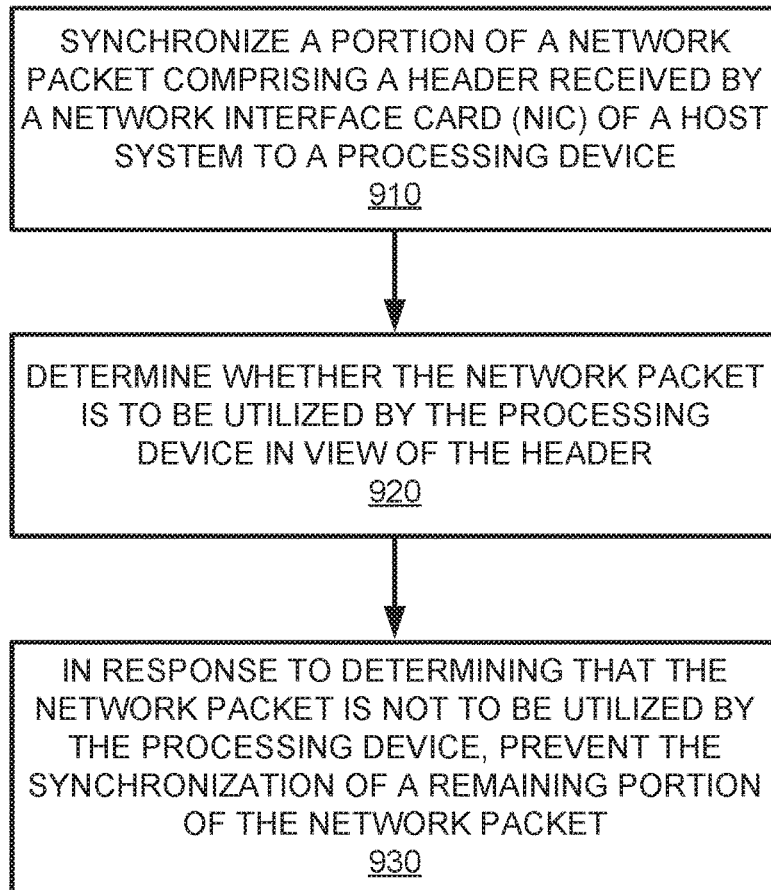 SYNCHRONIZE A PORTION OF A NETWORK
PACKET COMPRISING A HEADER RECEIVED BY
A NETWORK INTERFACE CARD (NIC) OF A HOST
SYSTEM TO A PROCESSING DEVICE
910
DETERMINE WHETHER THE NETWORK PACKET
IS TO BE UTILIZED BY THE PROCESSING
DEVICE IN VIEW OF THE HEADER
920
IN RESPONSE TO DETERMINING THAT THE
NETWORK PACKET IS NOT TO BE UTILIZED BY
THE PROCESSING DEVICE, PREVENT THE
SYNCHRONIZATION OF A REMAINING PORTION
OF THE NETWORK PACKET
930